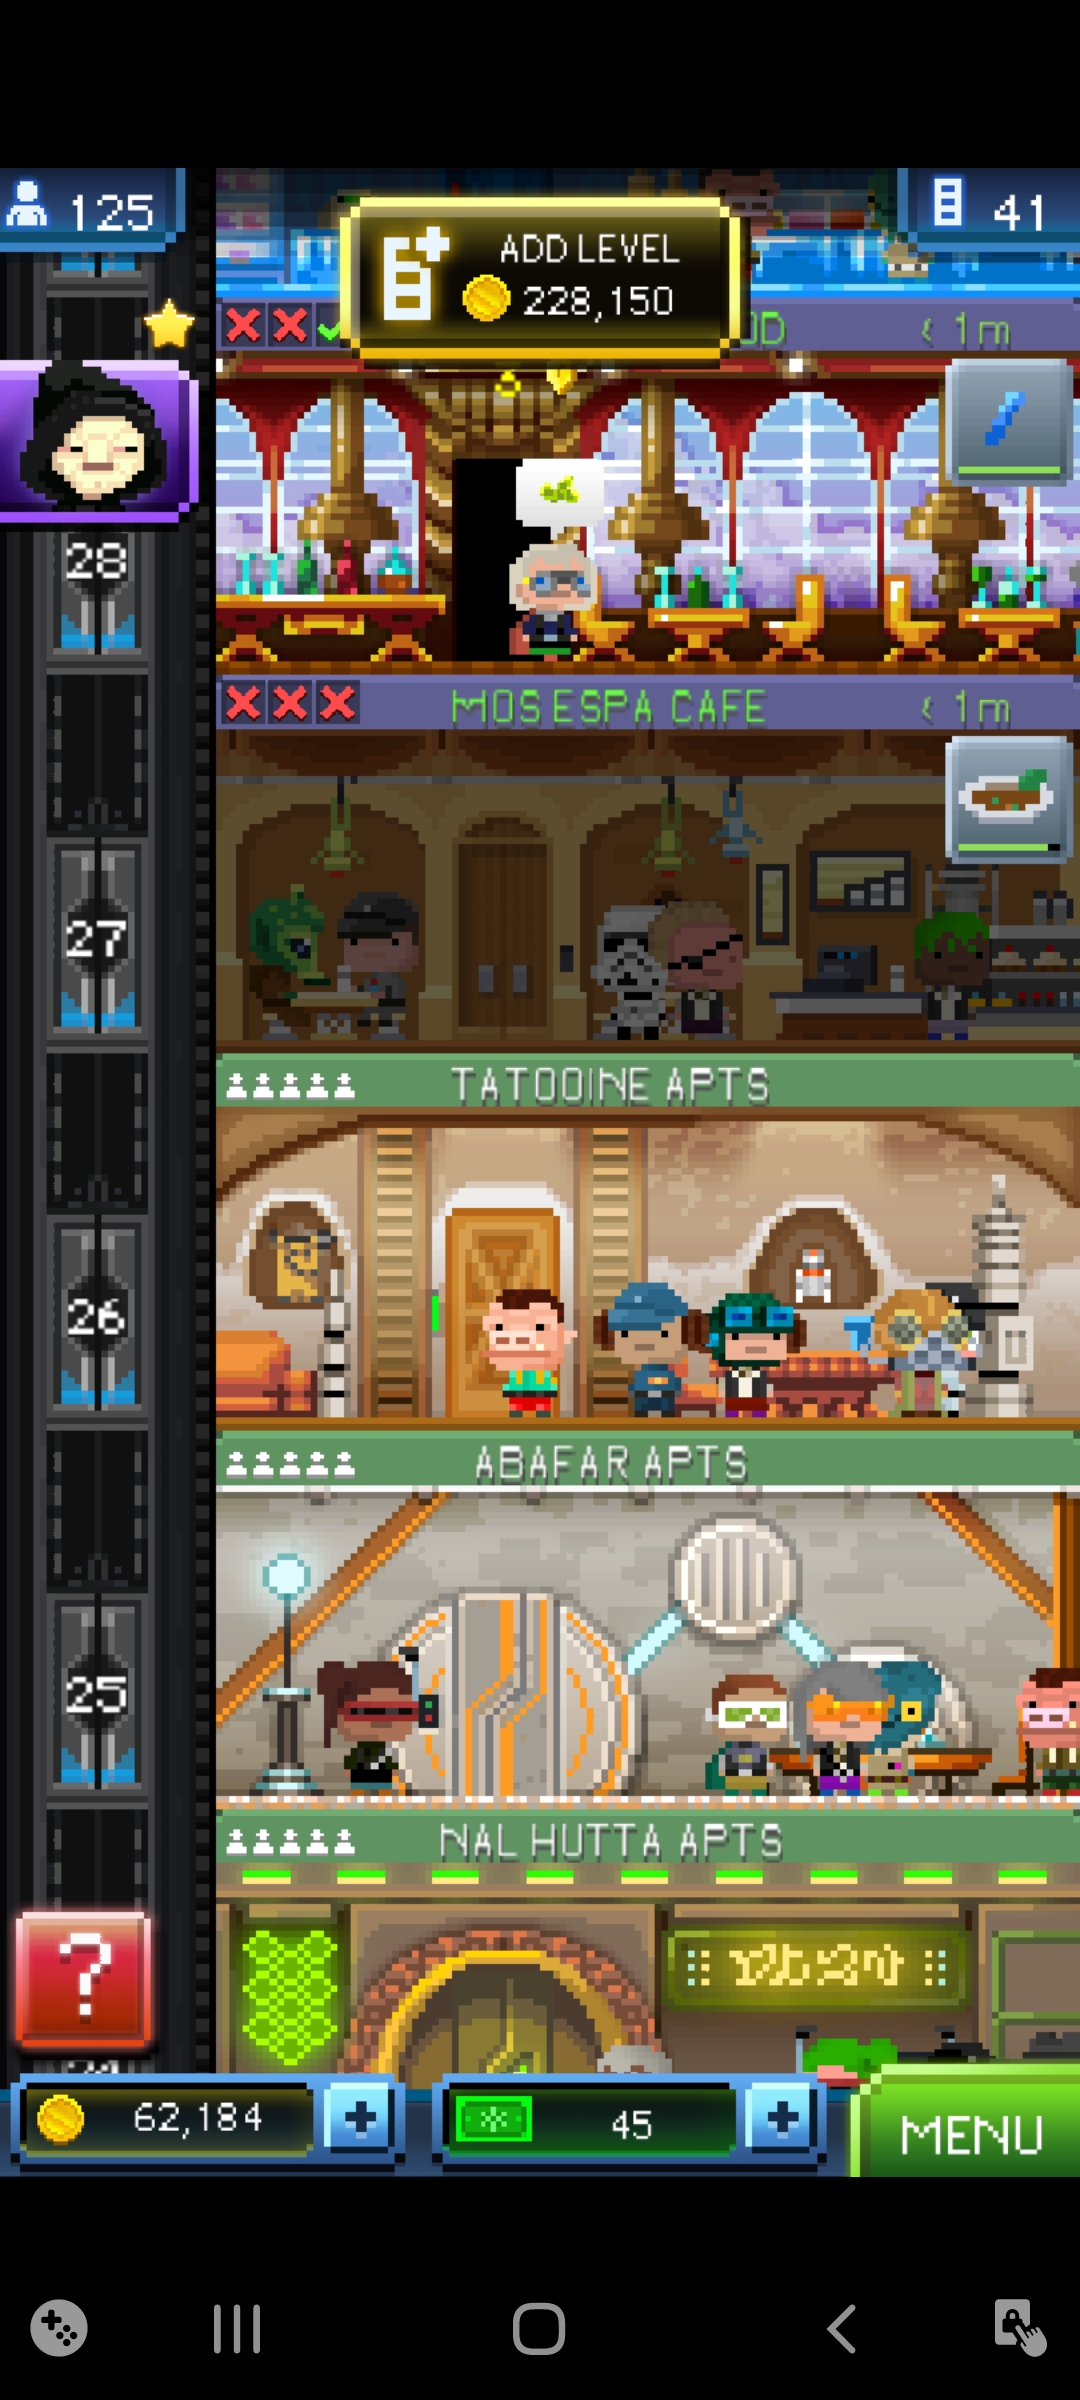 125
ADD LEVEL
228,150
41
OD
< 1m
28
MOS ESPA CAFE
< 1m
27
TATOOINE APTS
26
ABAFAR APTS
25
NAL HUTTA APTS
?
62,184
45
MENU